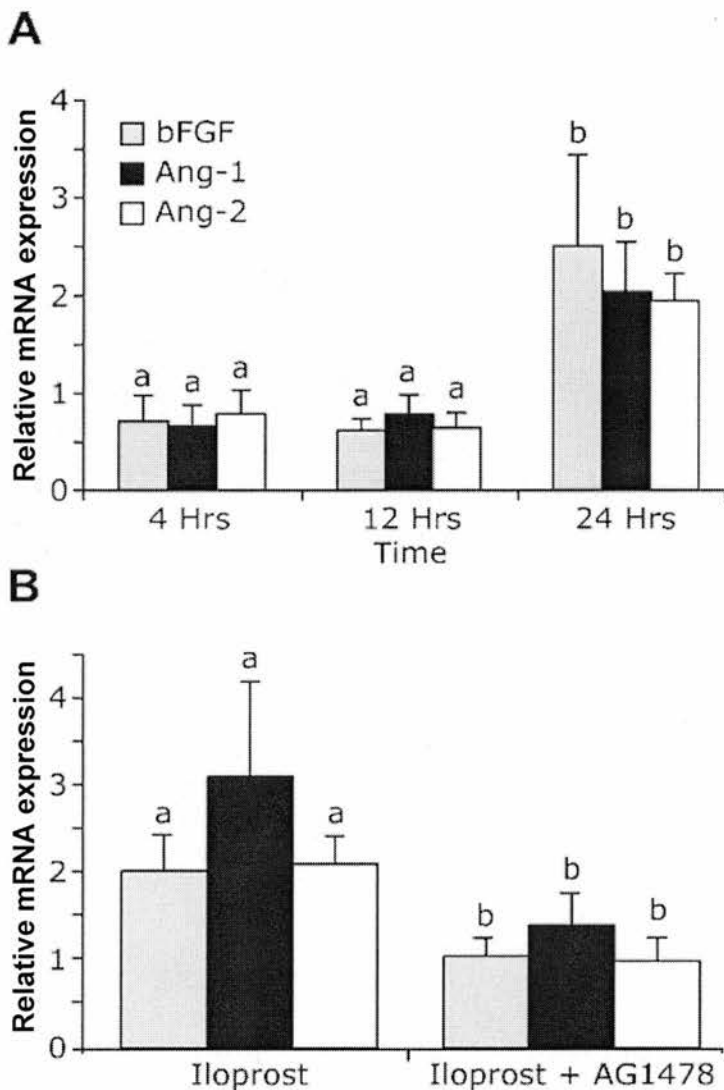 A
Relative mRNA expression
4
3
2
1
0
bFGF
Ang-1
Ang-2
a a a
a a a
b b b
4 Hrs 12 Hrs 24 Hrs
Time
B
Relative mRNA expression
4
3
2
1
0
a a a
b b b
Iloprost Iloprost + AG1478